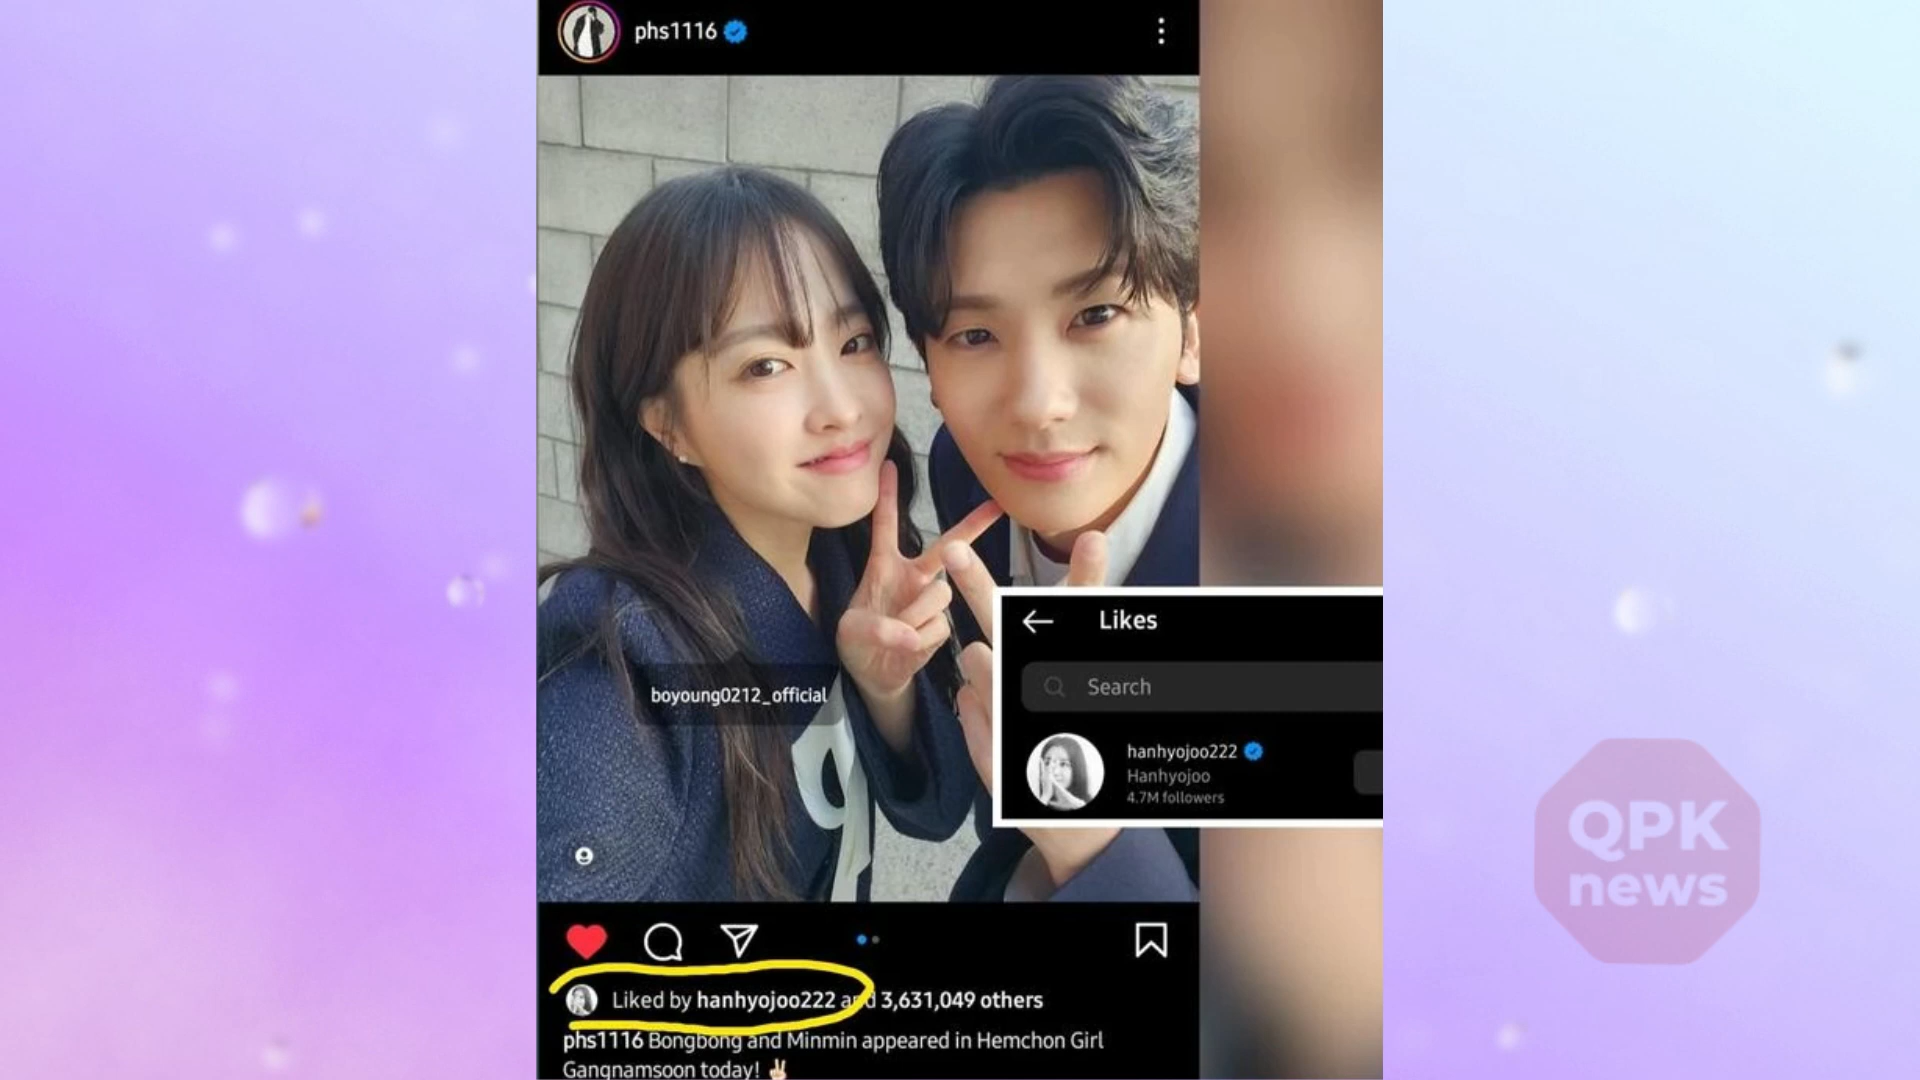 phs1116
boyoung0212_official
Likes
Search
hanhyojoo222
Hanhyojoo
4.7M followers
QPK
news
Liked by hanhyojoo222 and 3,631,049 others
phs1116 Bongbong and Minmin appeared in Hemchon Girl
Gangnamsoon today! ✌🏻